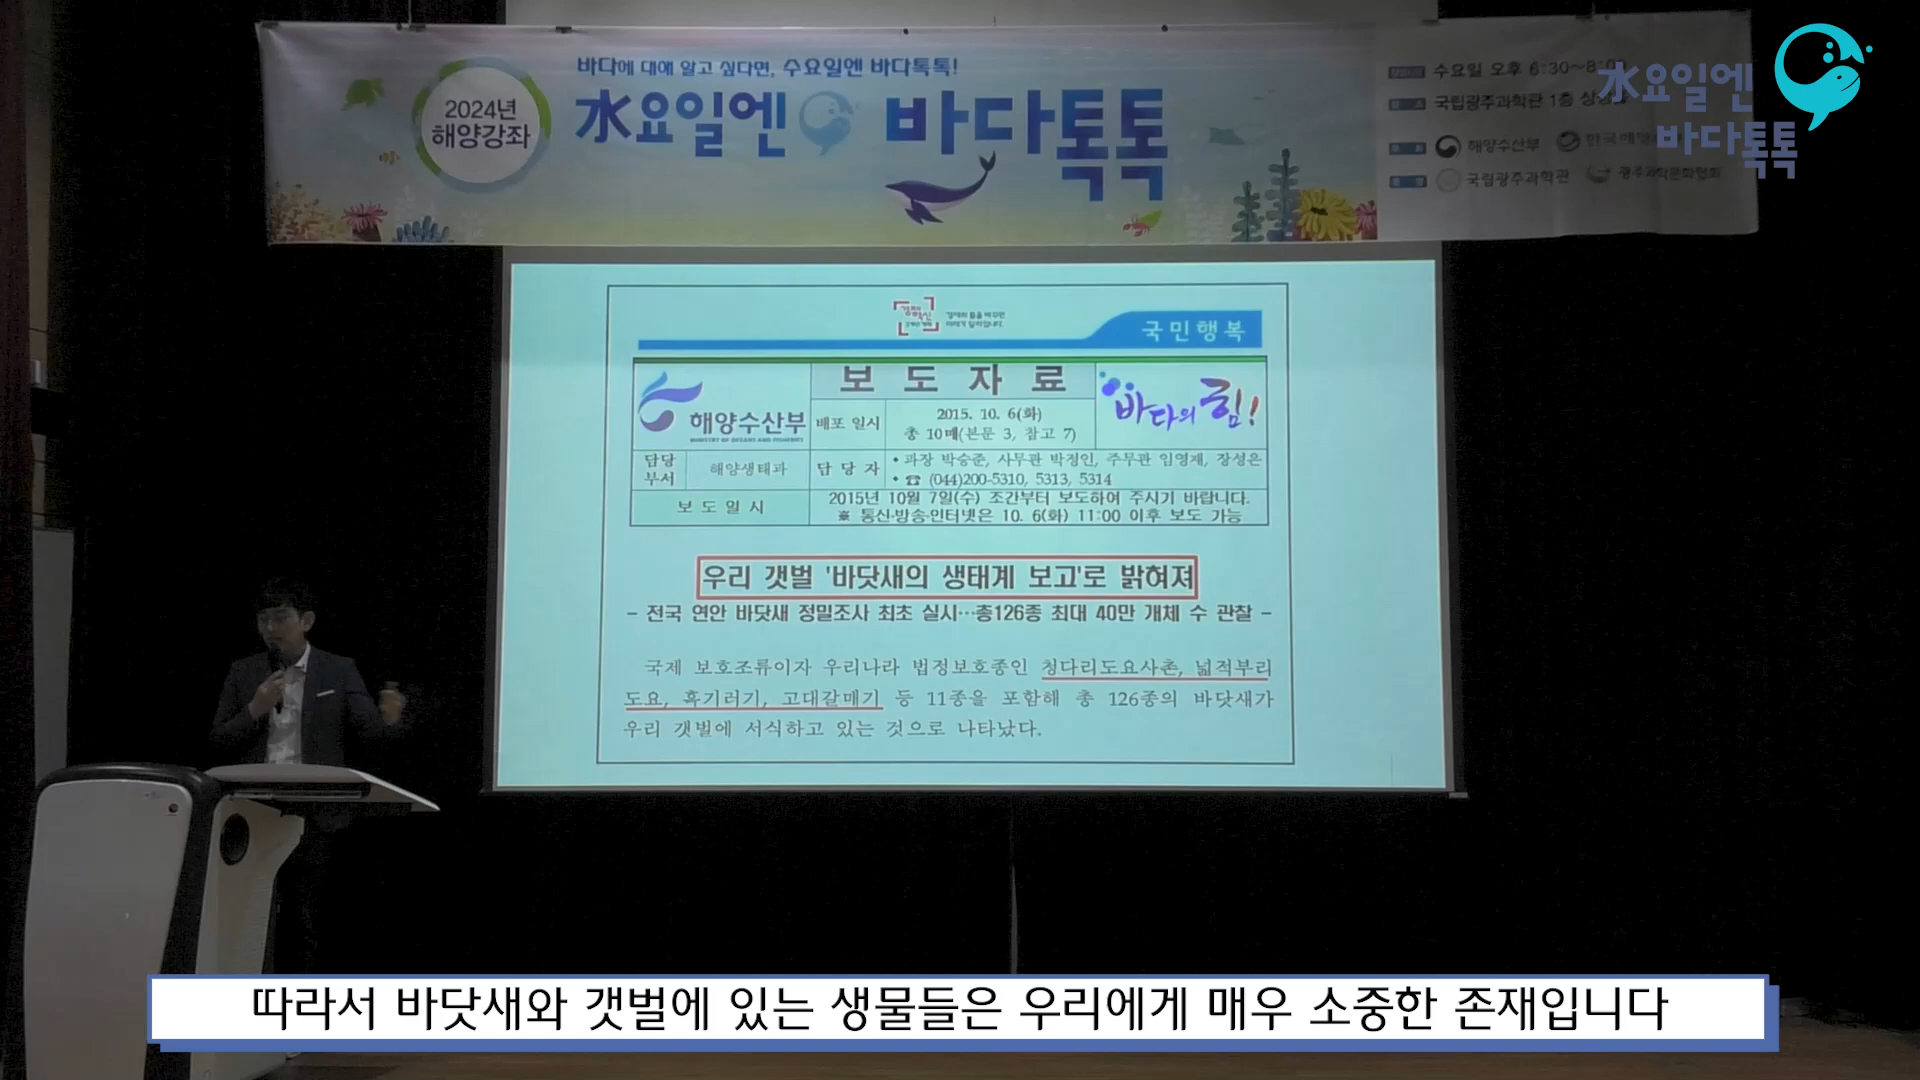 바다에 대해 알고 싶다면, 수요일엔 바다톡톡!
2024년
해양강좌
水요일엔 바다톡톡
수요일 오후 6:30~8:00
국립광주과학관 1층
해양수산부
국립광주과학관
水요일엔
바다톡톡
국민행복
해양수산부
MINISTRY OF OCEANS AND FISHERIES
보 도 자 료
바다의 힘!
배포 일시
2015. 10. 6(화)
총 10매(본문 3, 참고 7)
담당
부서
해양생태과
담 당 자
• 과장 박승준, 사무관 박정인, 주무관 임영제, 장성은
• ☎ (044)200-5310, 5313, 5314
보 도 일 시
2015년 10월 7일(수) 조간부터 보도하여 주시기 바랍니다.
※ 통신·방송·인터넷은 10. 6(화) 11:00 이후 보도 가능
우리 갯벌 '바닷새의 생태계 보고'로 밝혀져
- 전국 연안 바닷새 정밀조사 최초 실시…총126종 최대 40만 개체 수 관찰 -
국제 보호조류이자 우리나라 법정보호종인 청다리도요사촌, 넓적부리
도요, 흑기러기, 고대갈매기 등 11종을 포함해 총 126종의 바닷새가
우리 갯벌에 서식하고 있는 것으로 나타났다.
따라서 바닷새와 갯벌에 있는 생물들은 우리에게 매우 소중한 존재입니다